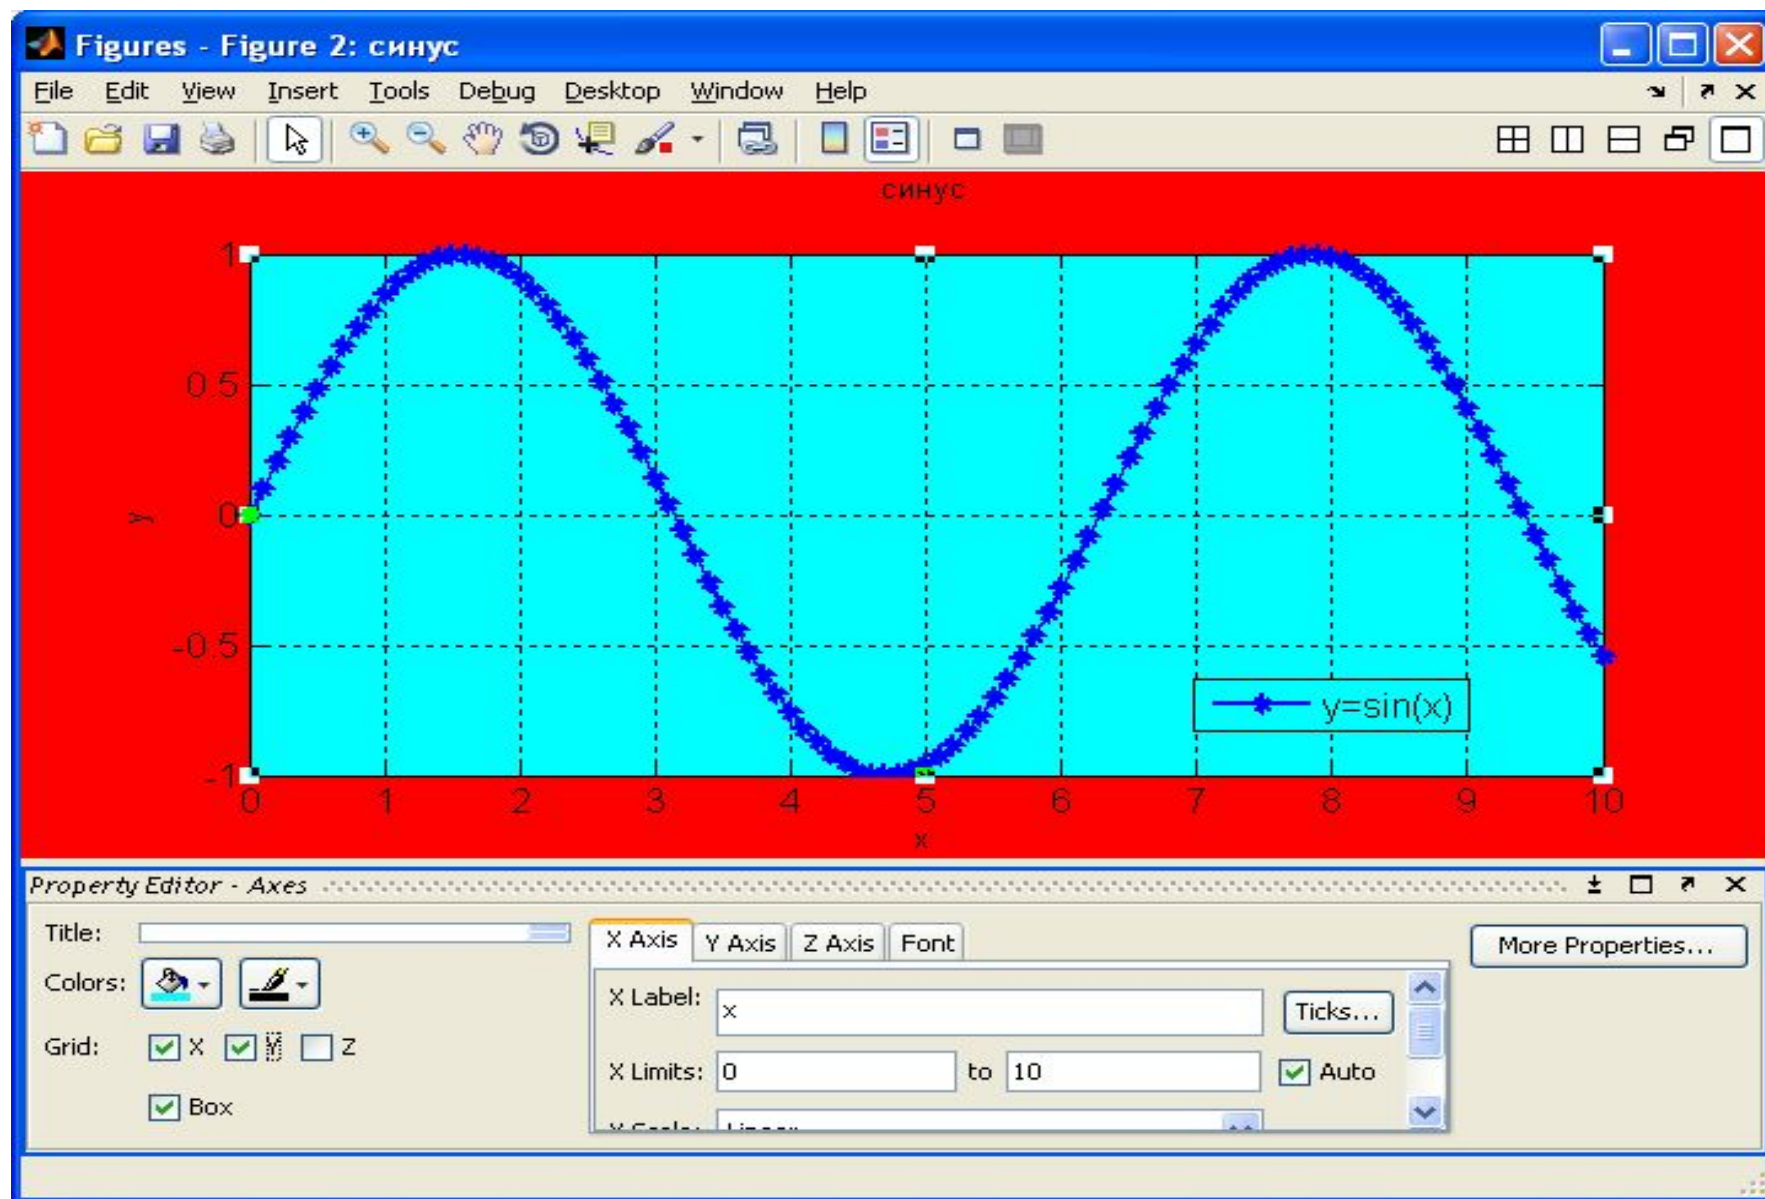 Figures - Figure 2: синус
File Edit View Insert Tools Debug Desktop Window Help
синус
1
0.5
0
-0.5
-1
y
y=sin(x)
0 1 2 3 4 5 6 7 8 9 10
x
Property Editor - Axes
Title:
X Axis Y Axis Z Axis Font
More Properties...
Colors:
X Label: x
Ticks...
Grid: X Y Z
X Limits: 0 to 10 Auto
Box
X Scale: Linear